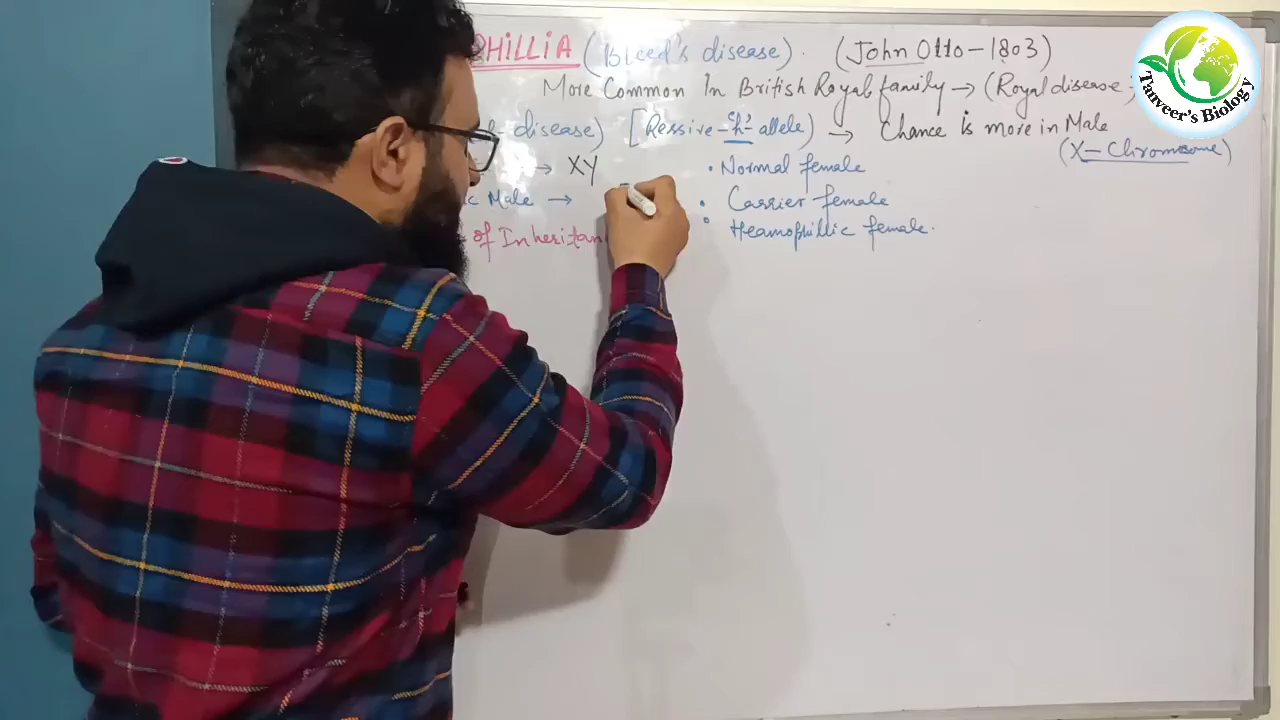 HILLIA (Bleed's disease). (John Otto - 1803)
More Common In British Royal family → (Royal disease
disease) [Ressive - 'h' allele) → Chance is more in Male
(X - Chromosome)
→ XY • Normal female
Male → • Carrier female
of Inheritan • Heamophillic female.
Tanveer's Biology